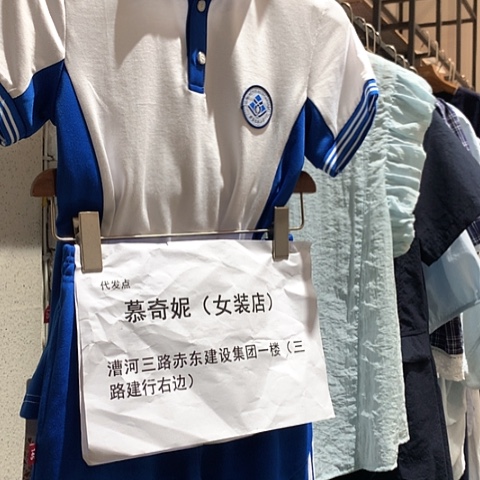 代发点
慕奇妮（女装店）
漕河三路赤东建设集团一楼（三
路建行右边）